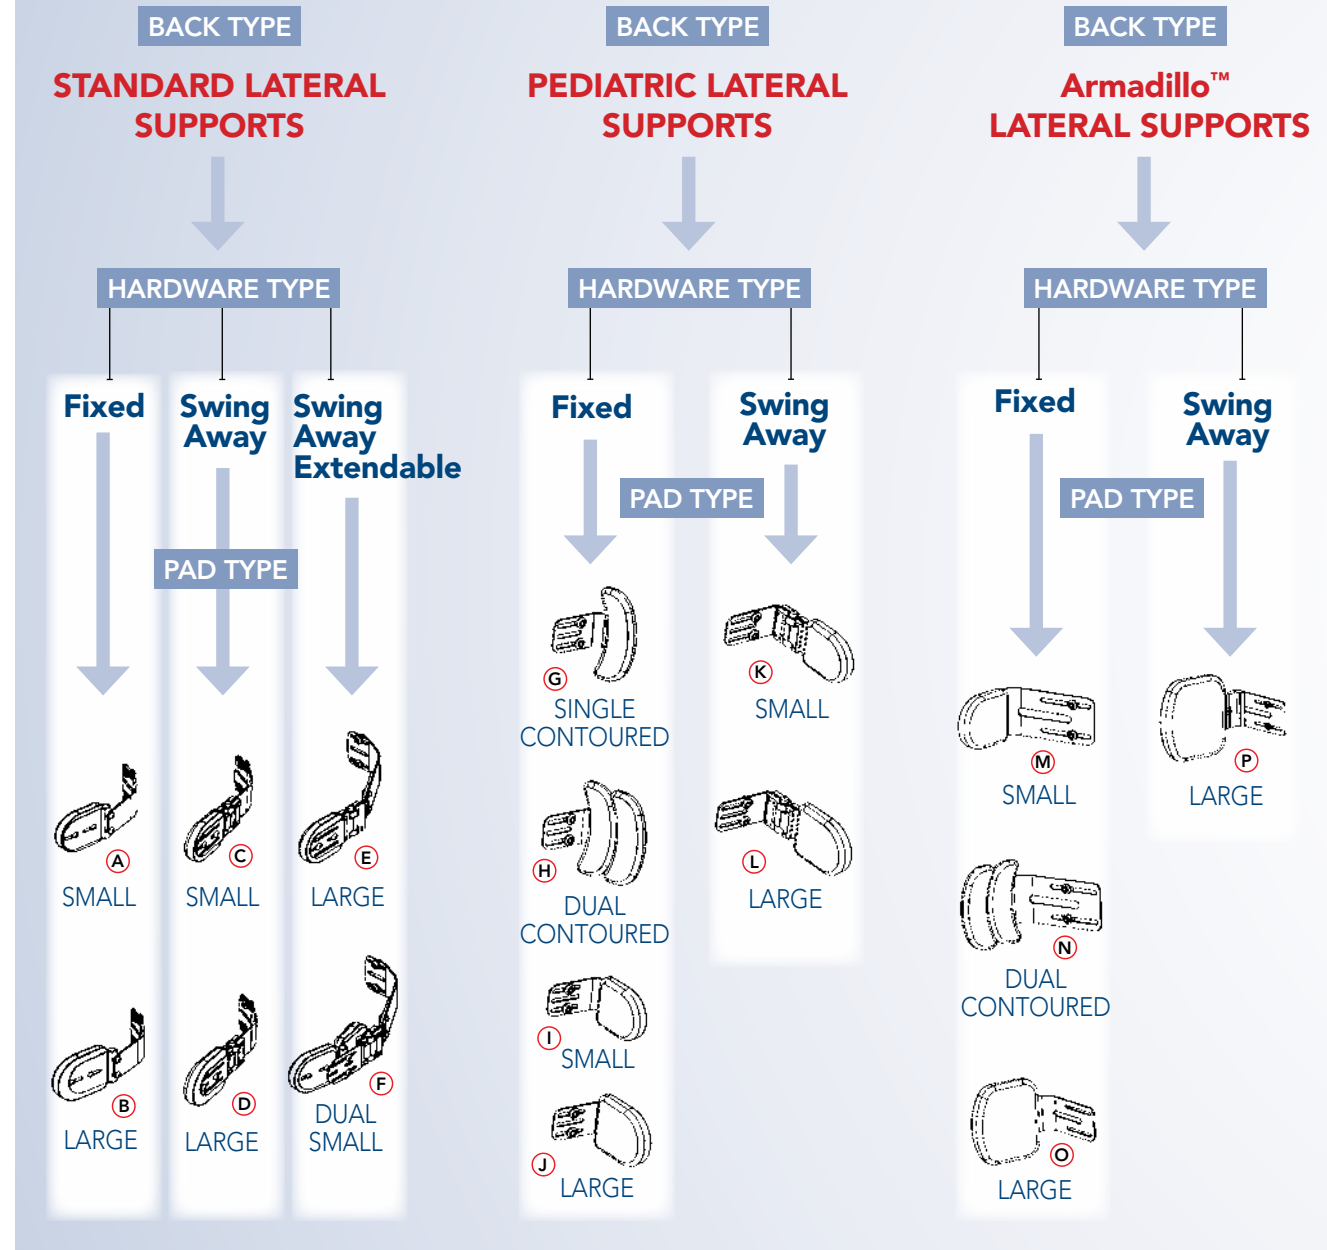 BACK TYPE
STANDARD LATERAL
SUPPORTS
HARDWARE TYPE
Fixed
Swing
Away
Swing
Away
Extendable
PAD TYPE
A
SMALL
C
SMALL
E
LARGE
B
LARGE
D
LARGE
F
DUAL
SMALL
BACK TYPE
PEDIATRIC LATERAL
SUPPORTS
HARDWARE TYPE
Fixed
Swing
Away
PAD TYPE
G
SINGLE
CONTOURED
H
DUAL
CONTOURED
I
SMALL
J
LARGE
K
SMALL
L
LARGE
BACK TYPE
Armadillo™
LATERAL SUPPORTS
HARDWARE TYPE
Fixed
Swing
Away
PAD TYPE
M
SMALL
N
DUAL
CONTOURED
O
LARGE
P
LARGE